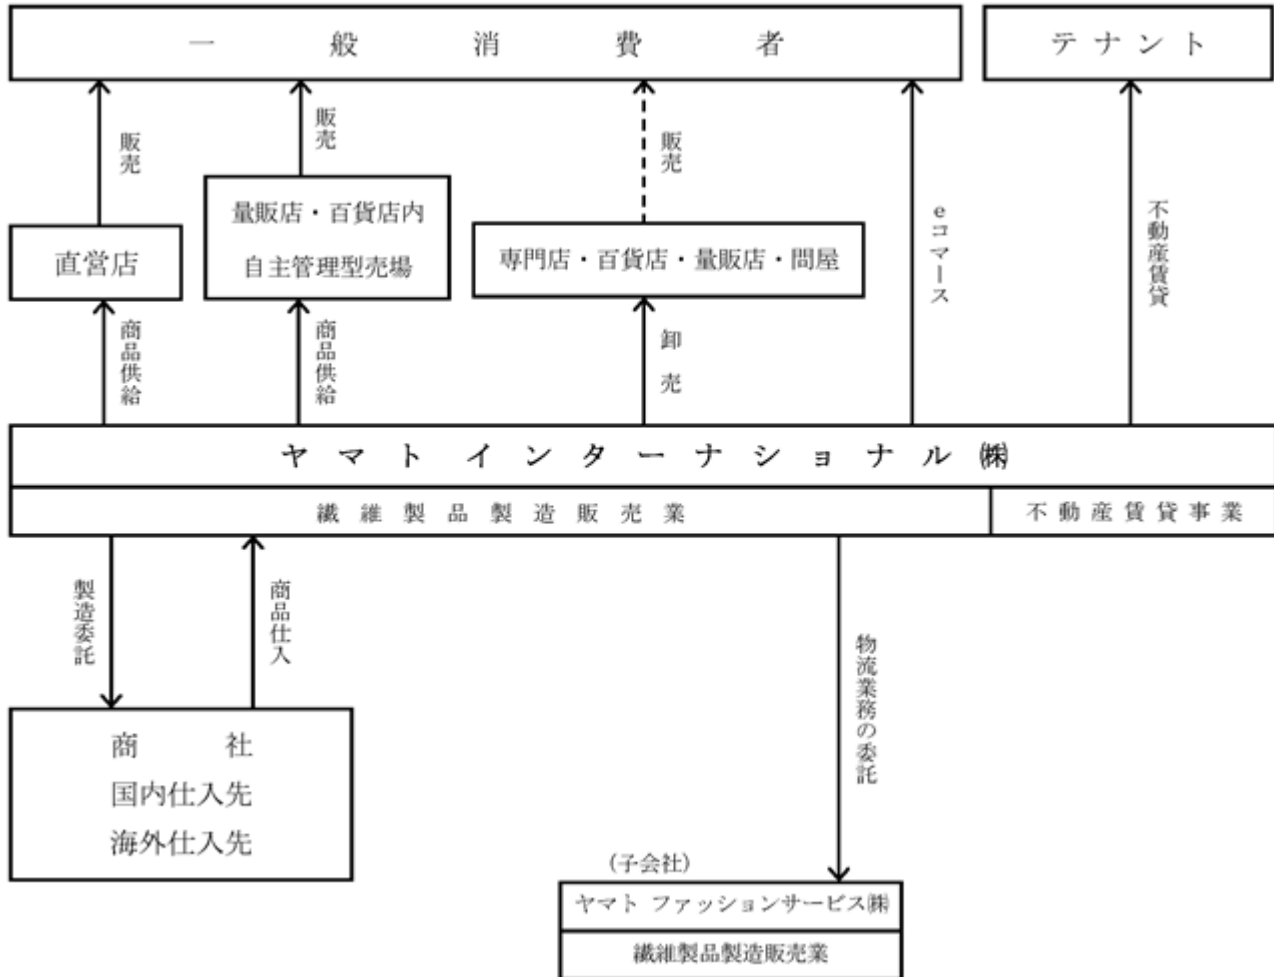 一般消費者
テナント
販売
販売
販売
eコマース
不動産賃貸
直営店
量販店・百貨店内
自主管理型売場
専門店・百貨店・量販店・問屋
商品供給
商品供給
卸売
ヤマトインターナショナル㈱
繊維製品製造販売業
不動産賃貸事業
製造委託
商品仕入
物流業務の委託
商社
国内仕入先
海外仕入先
(子会社)
ヤマト ファッションサービス㈱
繊維製品製造販売業